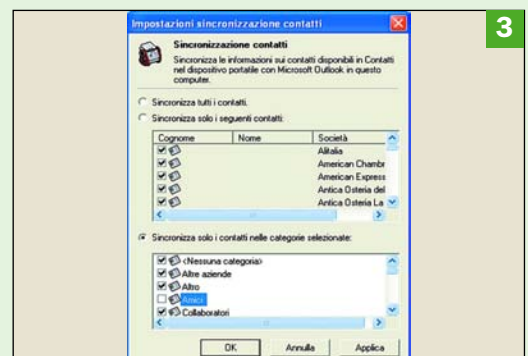 Impostazioni sincronizzazione contatti
3
Sincronizzazione contatti
Sincronizza le informazioni sui contatti disponibili in Contatti
nel dispositivo portatile con Microsoft Outlook in questo
computer.
Sincronizza tutti i contatti.
Sincronizza solo i seguenti contatti:
Cognome Nome Società
Alitalia
American Chambr
American Express
Antica Osteria del
Antica Osteria La
Sincronizza solo i contatti nelle categorie selezionate:
<Nessuna categoria>
Altre aziende
Altro
Amici
Collaboratori
OK Annulla Applica